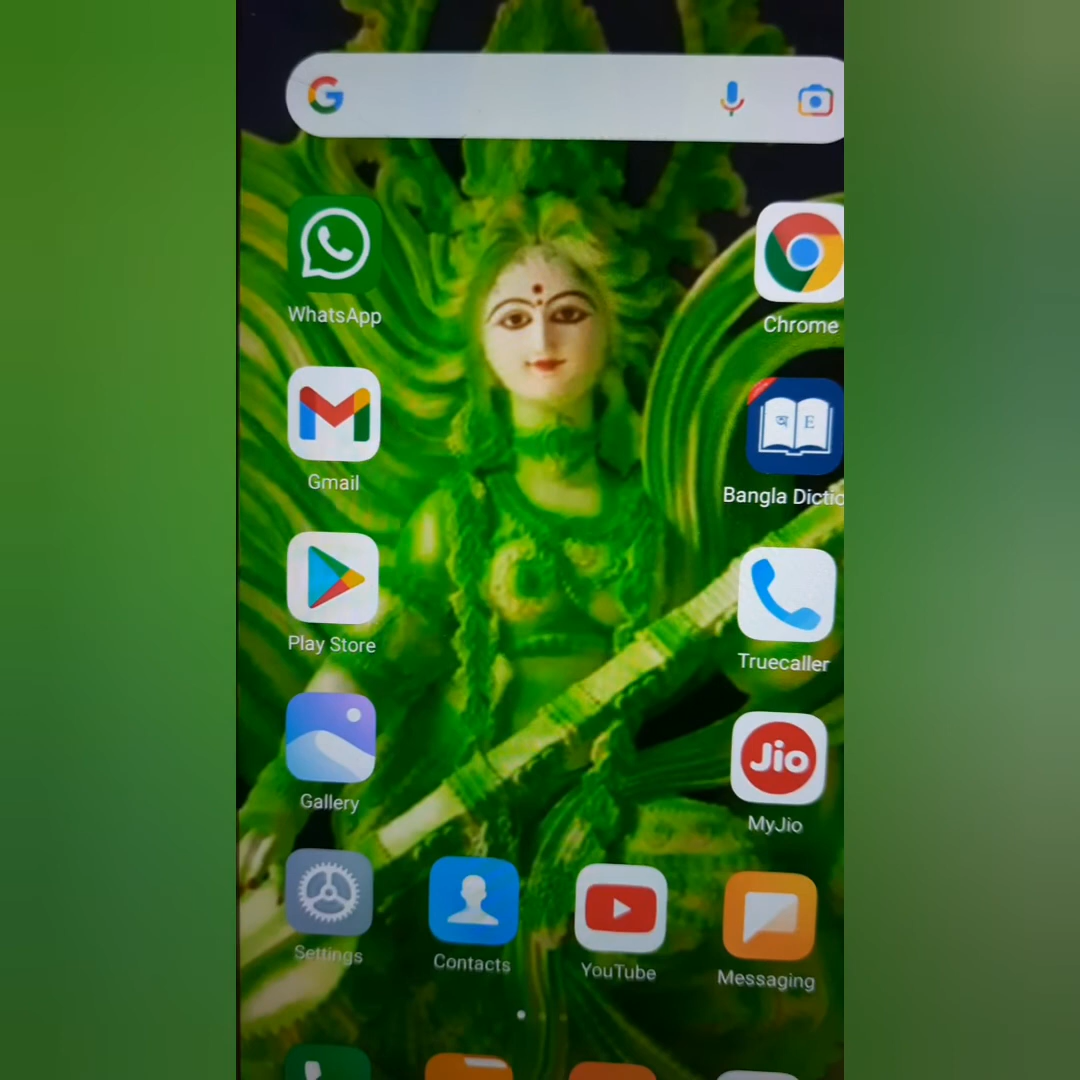 WhatsApp
Chrome
Gmail
অ E
Bangla Dictio
Play Store
Truecaller
Gallery
Jio
MyJio
Settings
Contacts
YouTube
Messaging